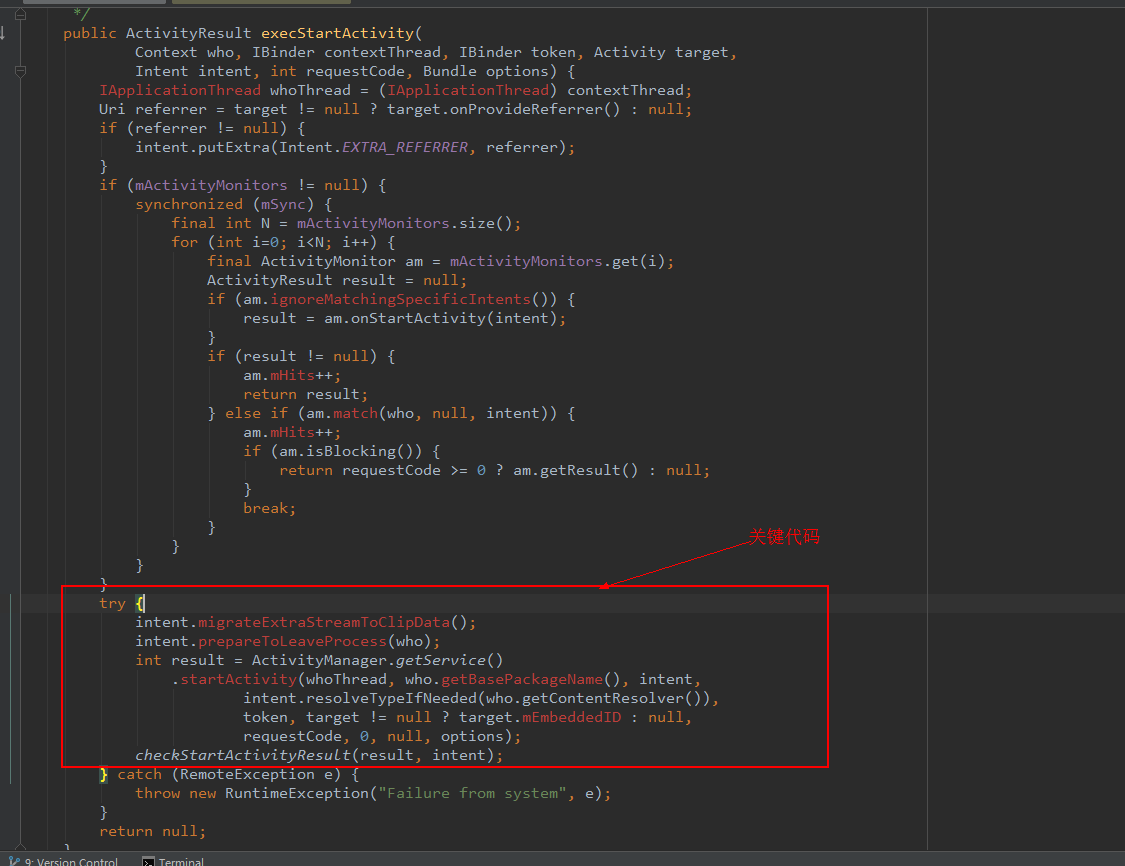 */
public ActivityResult execStartActivity(
        Context who, IBinder contextThread, IBinder token, Activity target,
        Intent intent, int requestCode, Bundle options) {
    IApplicationThread whoThread = (IApplicationThread) contextThread;
    Uri referrer = target != null ? target.onProvideReferrer() : null;
    if (referrer != null) {
        intent.putExtra(Intent.EXTRA_REFERRER, referrer);
    }
    if (mActivityMonitors != null) {
        synchronized (mSync) {
            final int N = mActivityMonitors.size();
            for (int i=0; i<N; i++) {
                final ActivityMonitor am = mActivityMonitors.get(i);
                ActivityResult result = null;
                if (am.ignoreMatchingSpecificIntents()) {
                    result = am.onStartActivity(intent);
                }
                if (result != null) {
                    am.mHits++;
                    return result;
                } else if (am.match(who, null, intent)) {
                    am.mHits++;
                    if (am.isBlocking()) {
                        return requestCode >= 0 ? am.getResult() : null;
                    }
                    break;
                }
            }
        }
    }
关键代码
    try {
        intent.migrateExtraStreamToClipData();
        intent.prepareToLeaveProcess(who);
        int result = ActivityManager.getService()
            .startActivity(whoThread, who.getBasePackageName(), intent,
                    intent.resolveTypeIfNeeded(who.getContentResolver()),
                    token, target != null ? target.mEmbeddedID : null,
                    requestCode, 0, null, options);
        checkStartActivityResult(result, intent);
    } catch (RemoteException e) {
        throw new RuntimeException("Failure from system", e);
    }
    return null;
}
9: Version Control Terminal